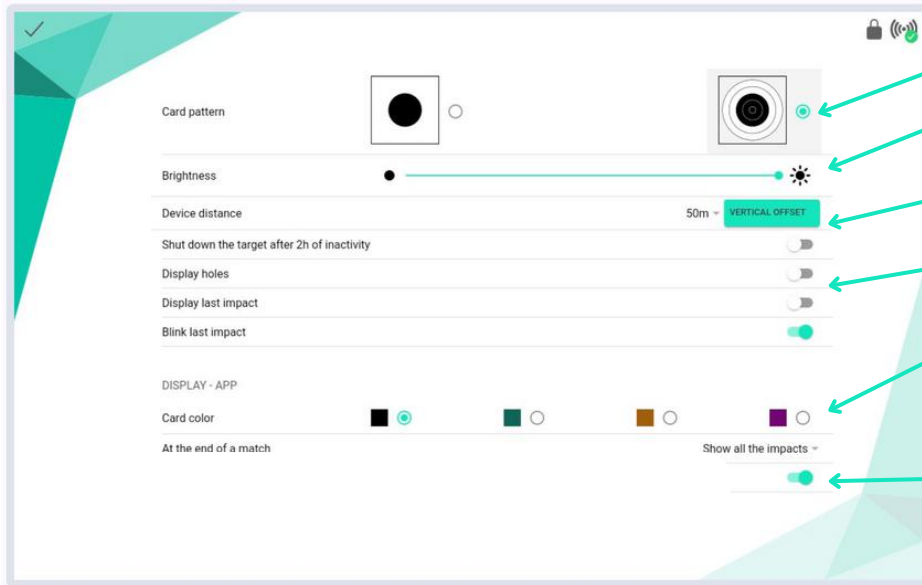 Card pattern
Brightness
Device distance 50m VERTICAL OFFSET
Shut down the target after 2h of inactivity
Display holes
Display last impact
Blink last impact
DISPLAY - APP
Card color
At the end of a match Show all the impacts